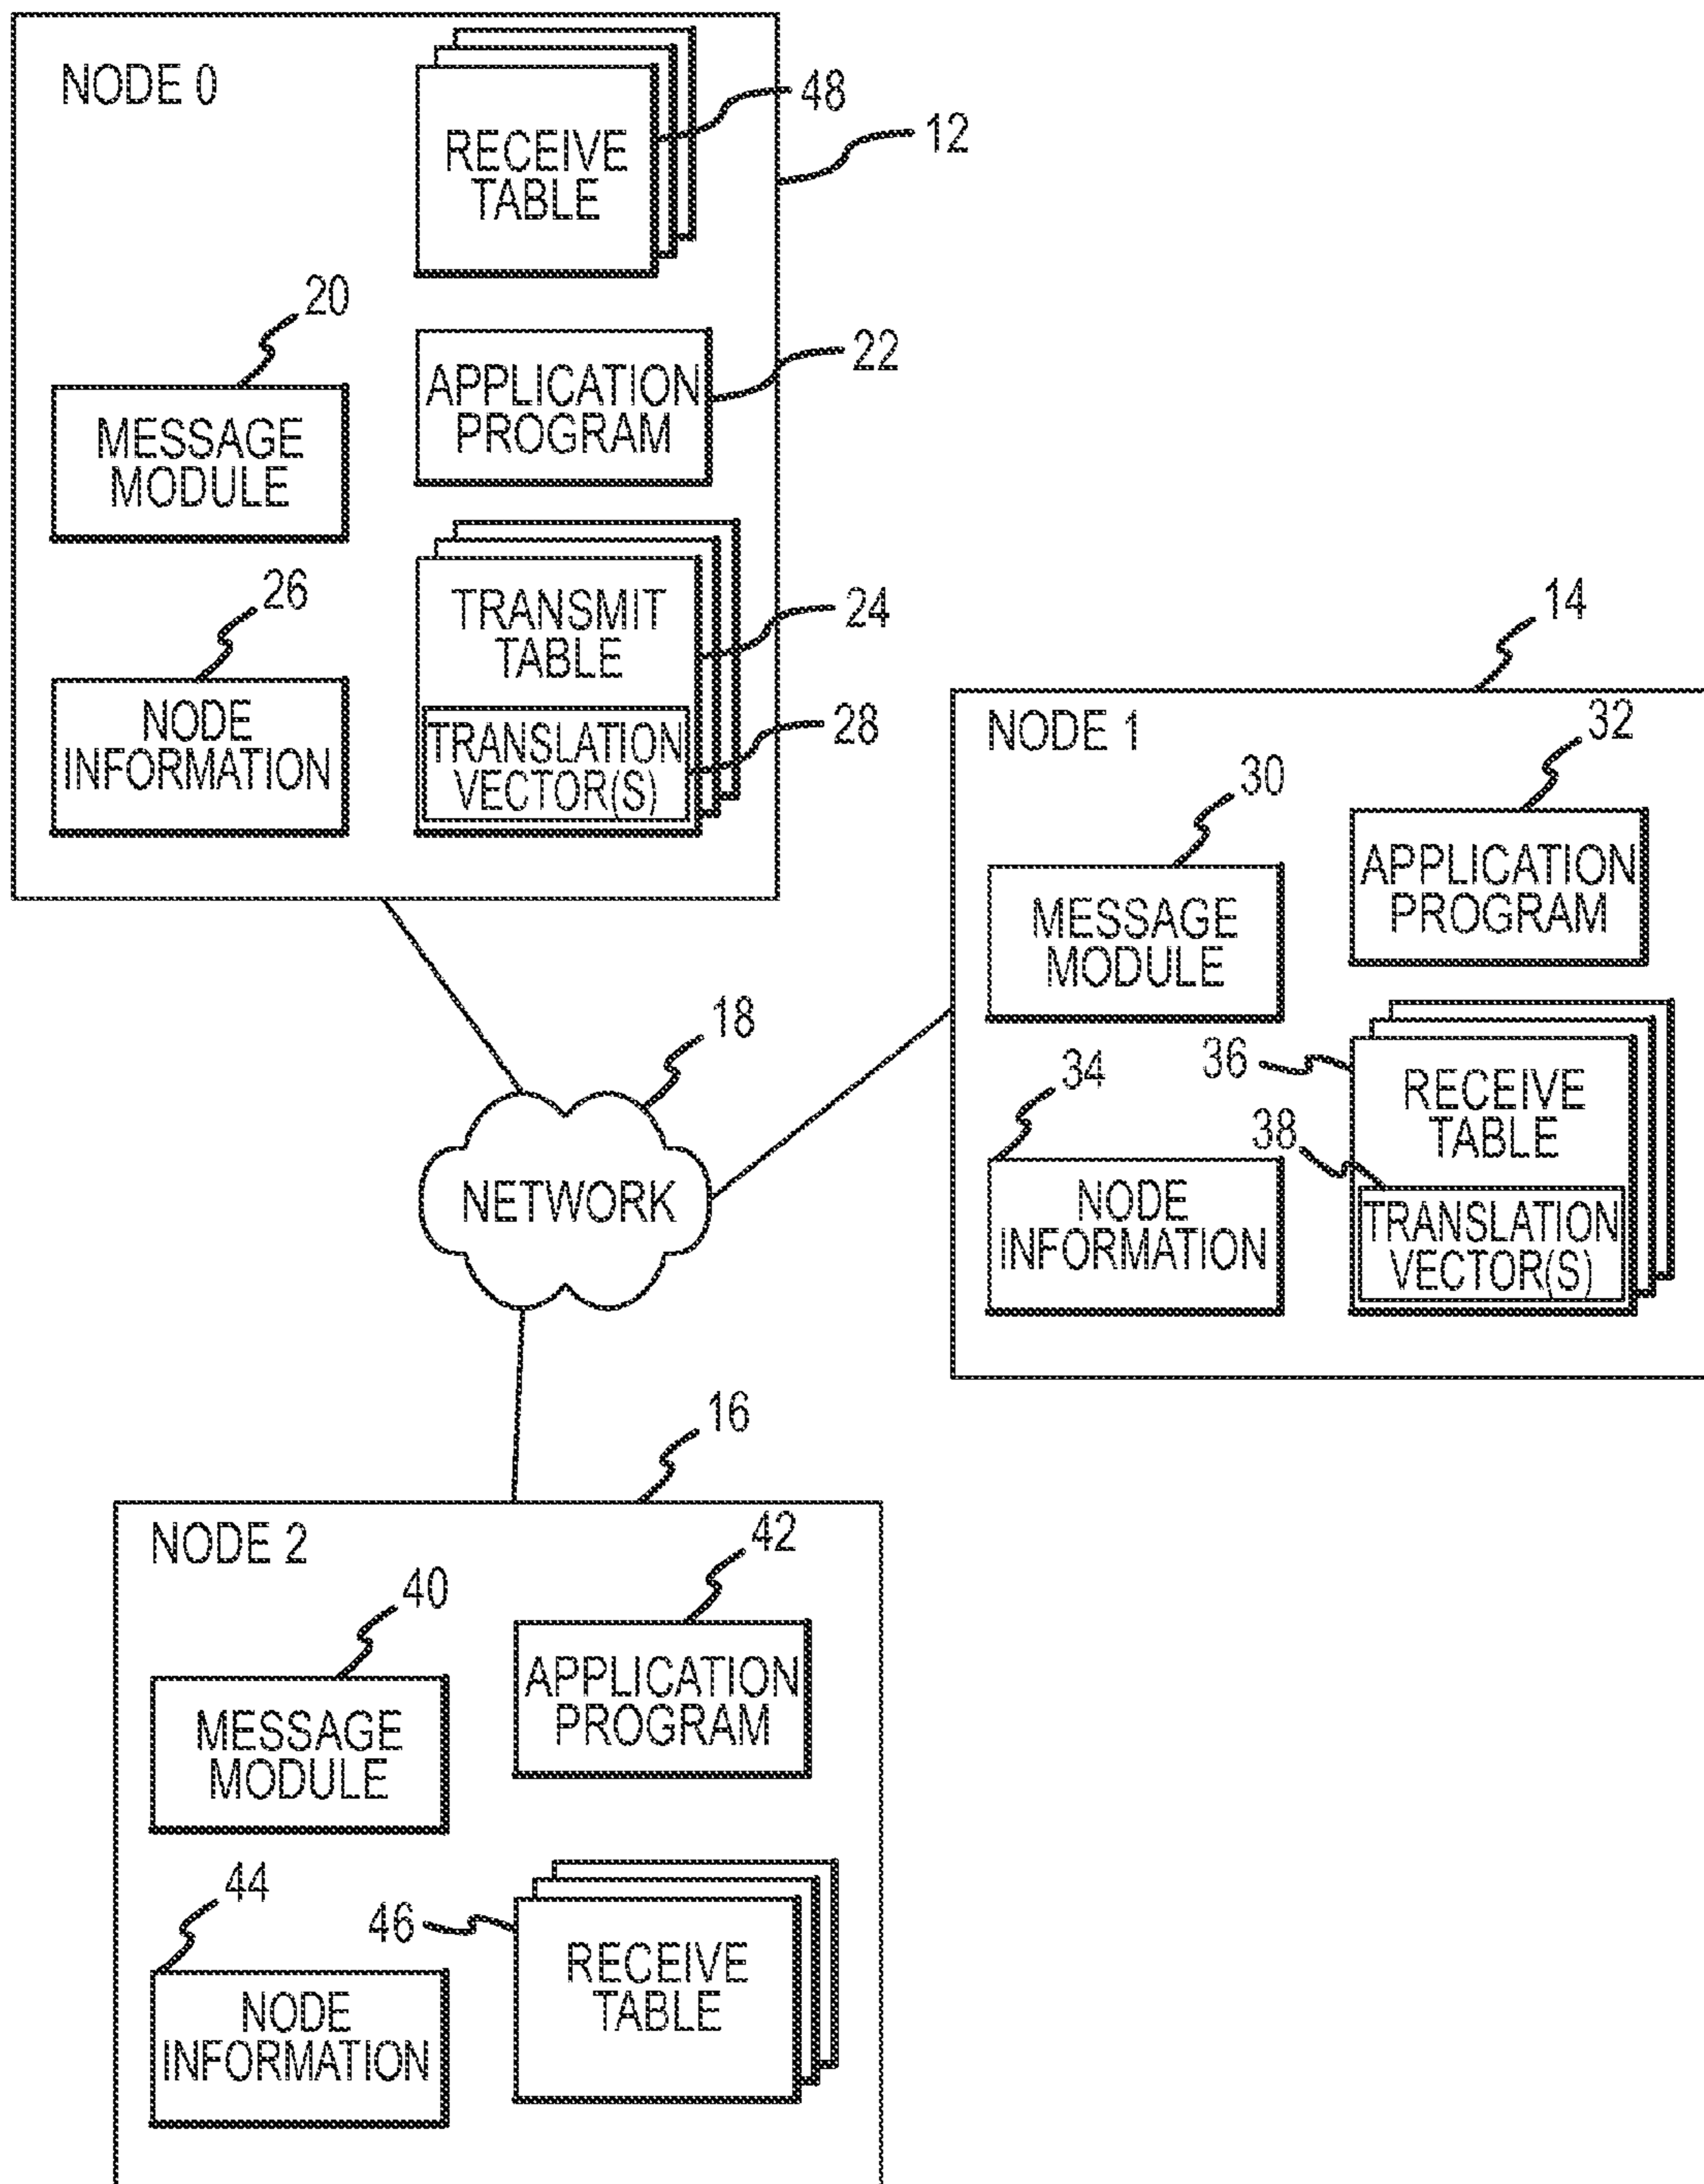 NODE 0
RECEIVE
TABLE
48
12
20
MESSAGE
MODULE
APPLICATION
PROGRAM
22
26
NODE
INFORMATION
TRANSMIT
TABLE
24
TRANSLATION
VECTOR(S)
28
14
NODE 1
32
30
MESSAGE
MODULE
APPLICATION
PROGRAM
34
NODE
INFORMATION
36
RECEIVE
TABLE
38
TRANSLATION
VECTOR(S)
18
NETWORK
16
NODE 2
42
40
MESSAGE
MODULE
APPLICATION
PROGRAM
44
NODE
INFORMATION
46
RECEIVE
TABLE